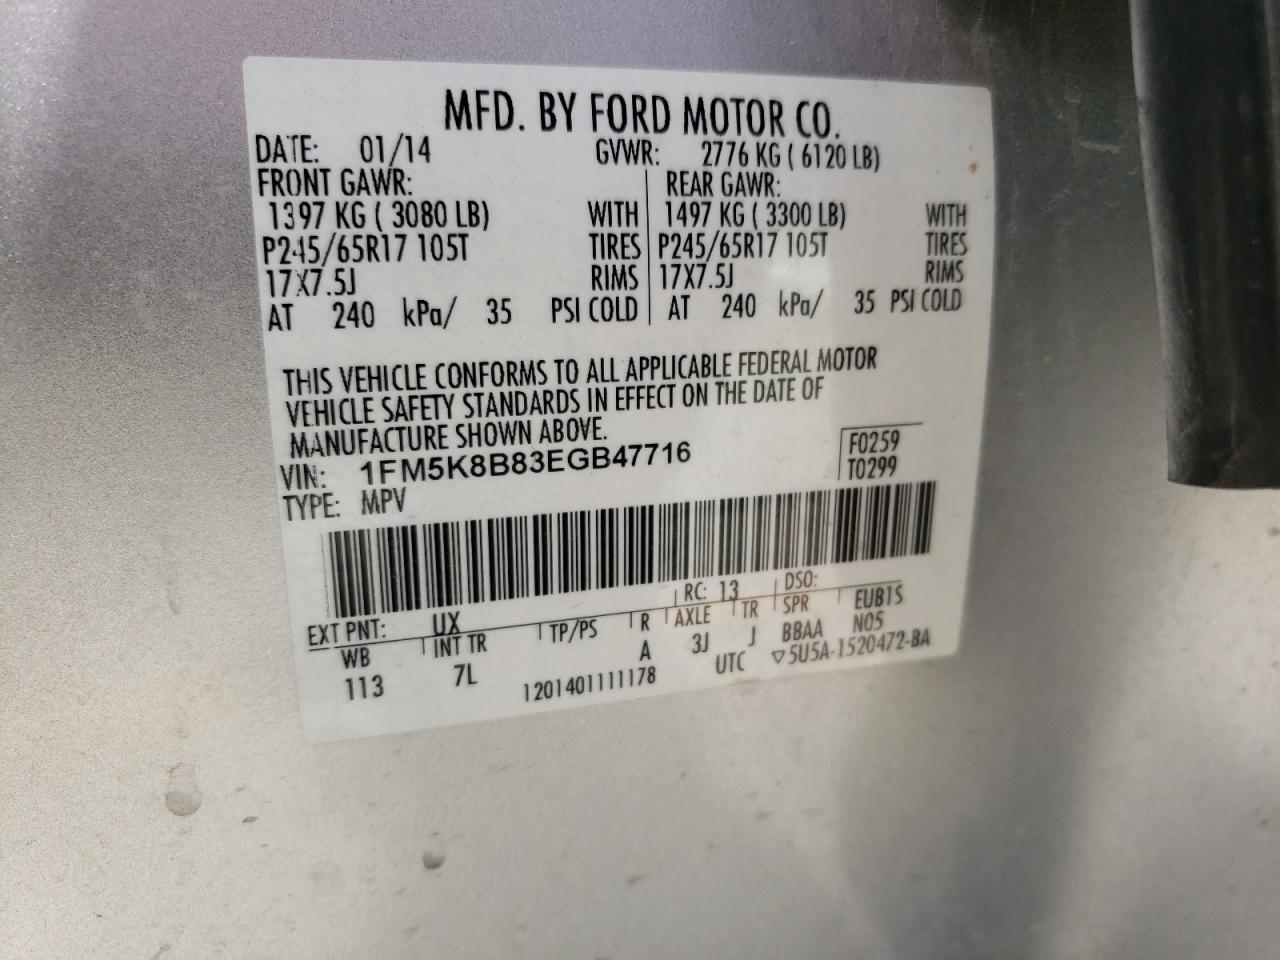 MFD. BY FORD MOTOR CO.
DATE: 01/14 GVWR: 2776 KG ( 6120 LB)
FRONT GAWR: REAR GAWR:
1397 KG ( 3080 LB) WITH 1497 KG ( 3300 LB) WITH
P245/65R17 105T TIRES P245/65R17 105T TIRES
17X7.5J RIMS 17X7.5J RIMS
AT 240 kPa/ 35 PSI COLD AT 240 kPa/ 35 PSI COLD
THIS VEHICLE CONFORMS TO ALL APPLICABLE FEDERAL MOTOR
VEHICLE SAFETY STANDARDS IN EFFECT ON THE DATE OF
MANUFACTURE SHOWN ABOVE.
VIN: 1FM5K8B83EGB47716 F0259
TYPE: MPV T0299
RC: 13 DSO:
EXT PNT: UX EUB1S
WB INT TR TP/PS R AXLE TR SPR N05
113 7L A 3J J BBAA
1201401111178 UTC ▽5U5A-1520472-BA